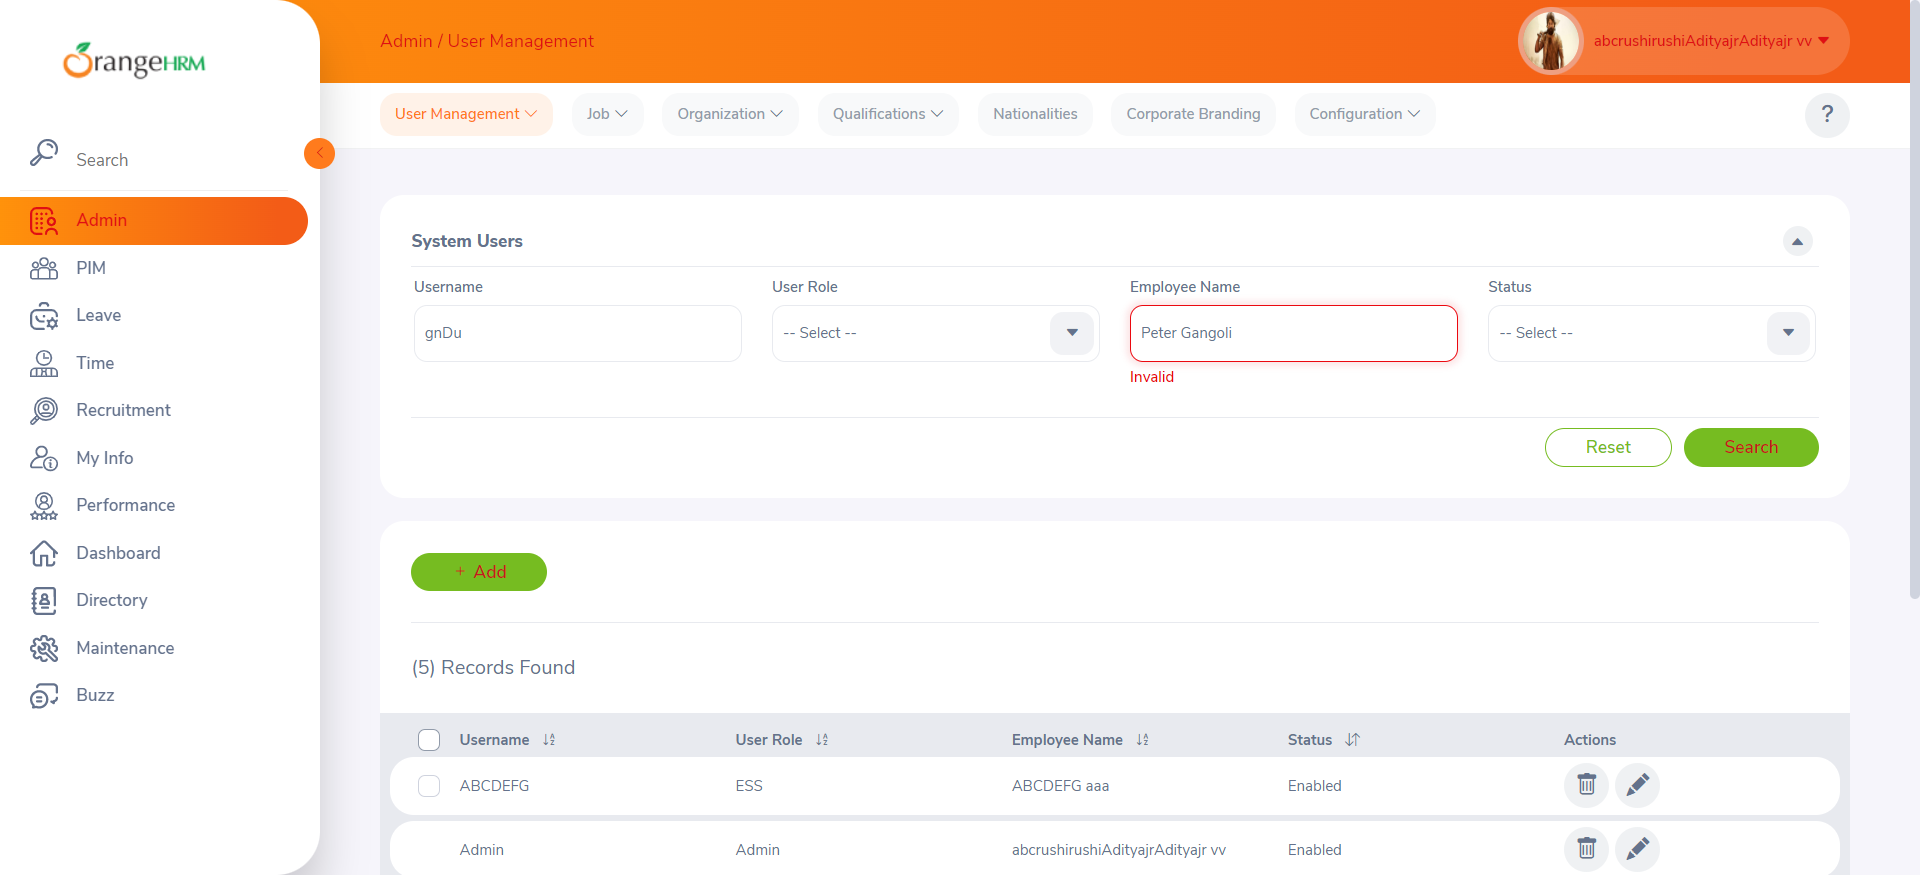 OrangeHRM
Admin / User Management
abcrushirushiAdityajrAdityajr vv
User Management
Job
Organization
Qualifications
Nationalities
Corporate Branding
Configuration
?
Search
Admin
PIM
Leave
Time
Recruitment
My Info
Performance
Dashboard
Directory
Maintenance
Buzz
System Users
Username User Role Employee Name Status
gnDu -- Select -- Peter Gangoli -- Select --
Invalid
Reset Search
+ Add
(5) Records Found
Username User Role Employee Name Status Actions
ABCDEFG ESS ABCDEFG aaa Enabled
Admin Admin abcrushirushiAdityajrAdityajr vv Enabled